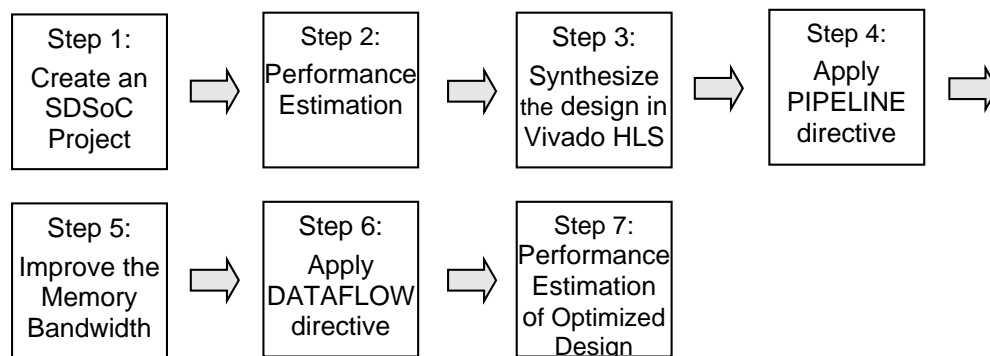 Step 1:
Create an
SDSoC
Project
Step 2:
Performance
Estimation
Step 3:
Synthesize
the design in
Vivado HLS
Step 4:
Apply
PIPELINE
directive
Step 5:
Improve the
Memory
Bandwidth
Step 6:
Apply
DATAFLOW
directive
Step 7:
Performance
Estimation
of Optimized
Design